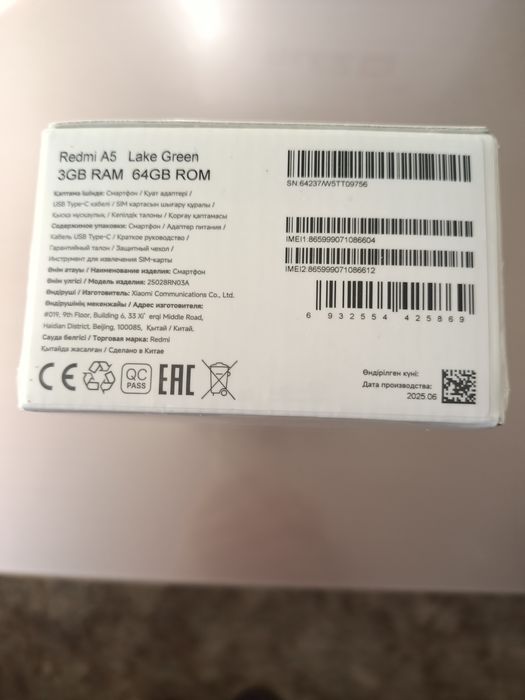 Redmi A5 Lake Green
3GB RAM 64GB ROM
Қаптама ішінде: Смартфон / Қуат адаптері /
USB Type-C кабелі / SIM картасын шығару құралы /
Қысқа нұсқаулық / Кепілдік талоны / Қорғау қаптамасы
Содержимое упаковки: Смартфон / Адаптер питания /
Кабель USB Type-C / Краткое руководство /
Гарантийный талон / Защитный чехол /
Инструмент для извлечения SIM-карты
Өнім атауы / Наименование изделия: Смартфон
Өнім үлгісі / Модель изделия: 25028RN03A
Өндіруші / Изготовитель: Xiaomi Communications Co., Ltd.
Өндірушінің мекенжайы / Адрес изготовителя:
#019, 9th Floor, Building 6, 33 Xi'erqi Middle Road,
Haidian District, Beijing, 100085, Қытай / Китай.
Сауда белгісі / Торговая марка: Redmi
Қытайда жасалған / Сделано в Китае
CE
QC
PASS
EAC
SN:64237/W5TT09756
IMEI1:865999071086604
IMEI2:865999071086612
6 932554 425869
Өндірілген күні:
Дата производства:
2025.06